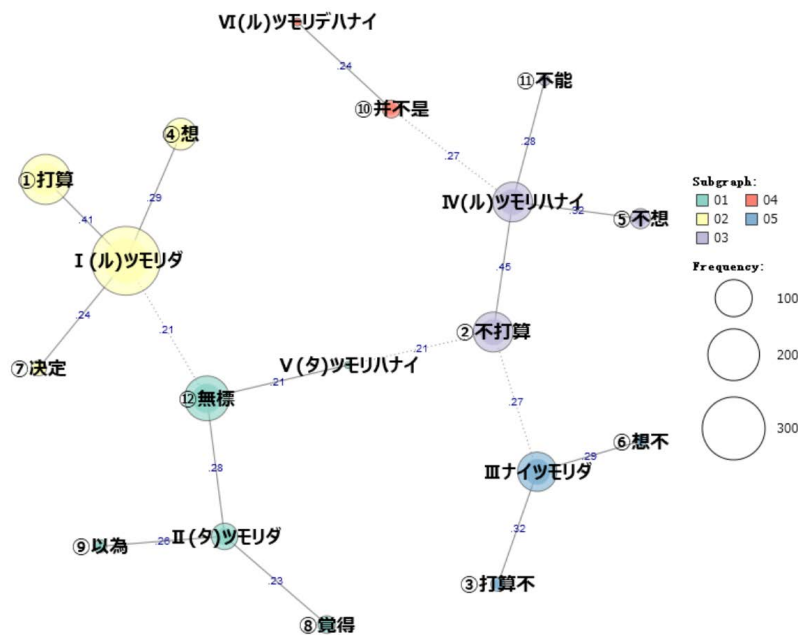 Ⅵ(ル)ツモリデハナイ
.24
⑩并不是
⑪不能
.27
.28
④想
①打算
.41
.29
Ⅳ(ル)ツモリハナイ
.32
⑤不想
Ⅰ(ル)ツモリダ
.45
.24
.21
⑦決定
②不打算
.21
Ⅴ(タ)ツモリハナイ
.21
⑫無標
.27
.28
⑥想不
.29
Ⅲナイツモリダ
.32
⑨以為
.26
Ⅱ(タ)ツモリダ
.23
③打算不
⑧覚得
Subgraph:
01 04
02 05
03
Frequency:
100
200
300